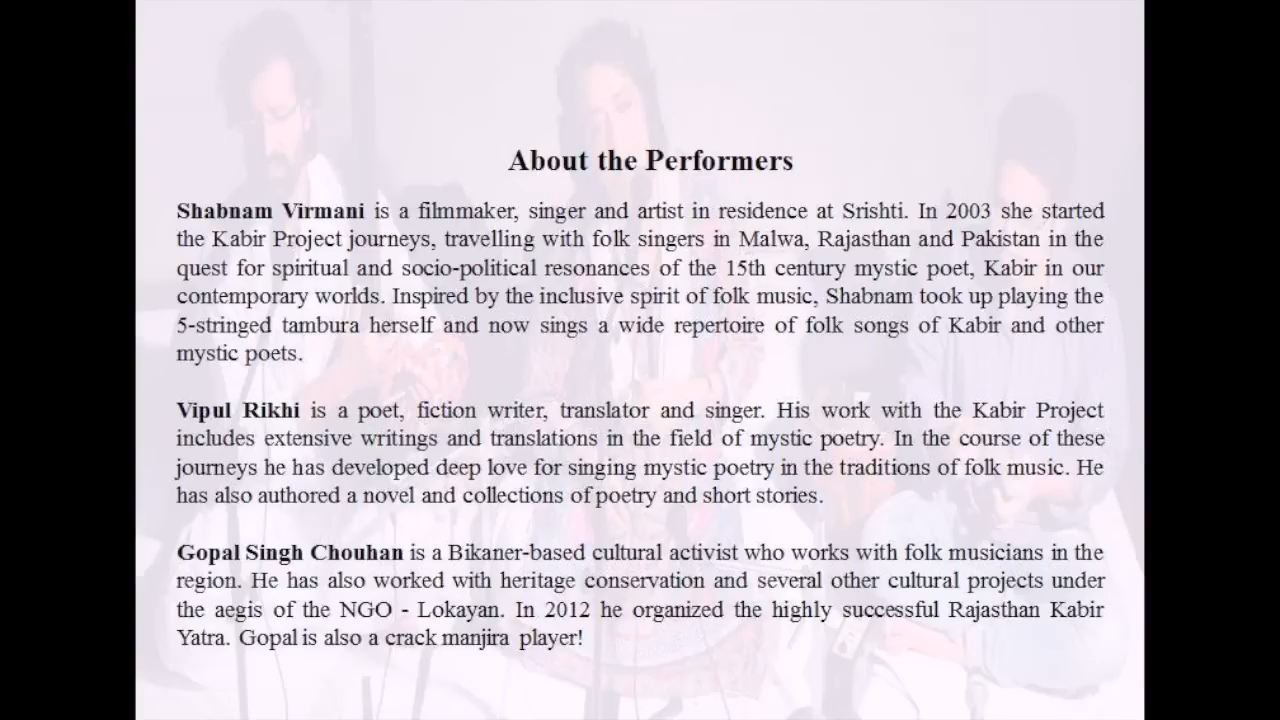 About the Performers
Shabnam Virmani is a filmmaker, singer and artist in residence at Srishti. In 2003 she started
the Kabir Project journeys, travelling with folk singers in Malwa, Rajasthan and Pakistan in the
quest for spiritual and socio-political resonances of the 15th century mystic poet, Kabir in our
contemporary worlds. Inspired by the inclusive spirit of folk music, Shabnam took up playing the
5-stringed tambura herself and now sings a wide repertoire of folk songs of Kabir and other
mystic poets.
Vipul Rikhi is a poet, fiction writer, translator and singer. His work with the Kabir Project
includes extensive writings and translations in the field of mystic poetry. In the course of these
journeys he has developed deep love for singing mystic poetry in the traditions of folk music. He
has also authored a novel and collections of poetry and short stories.
Gopal Singh Chouhan is a Bikaner-based cultural activist who works with folk musicians in the
region. He has also worked with heritage conservation and several other cultural projects under
the aegis of the NGO - Lokayan. In 2012 he organized the highly successful Rajasthan Kabir
Yatra. Gopal is also a crack manjira player!